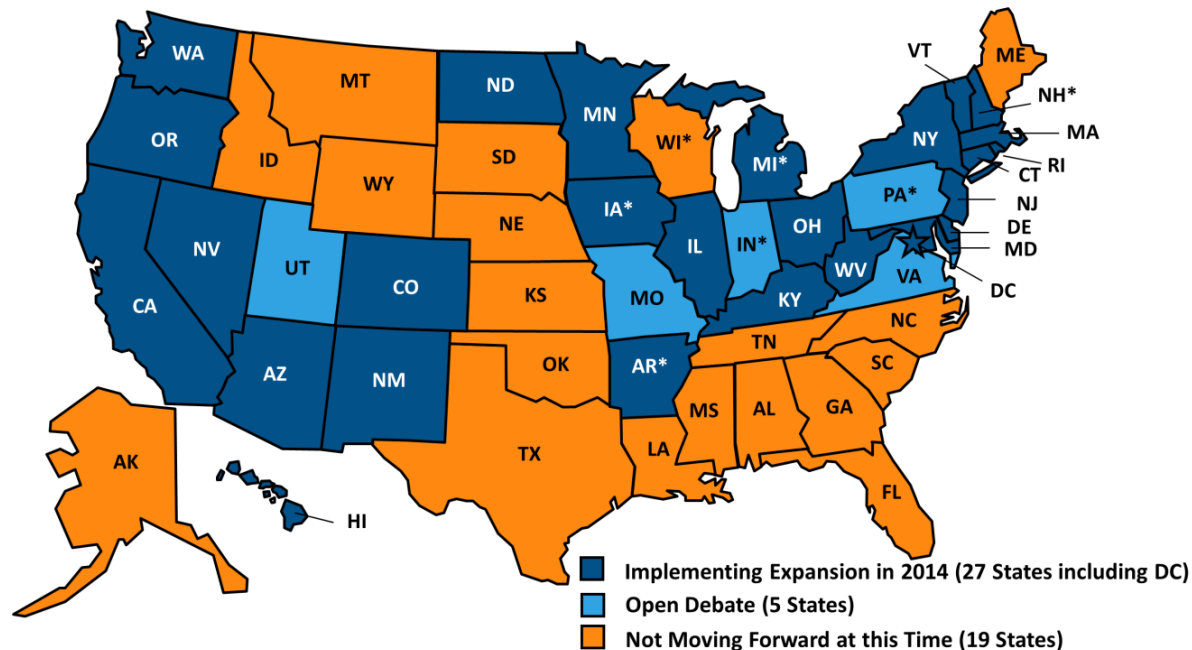 WA
MT
ND
MN
VT
ME
NH*
MA
OR
ID
SD
WI*
MI*
NY
RI
CT
WY
IA*
PA*
NJ
NE
OH
DE
MD
NV
UT
IL
IN*
WV
VA
DC
CO
KS
MO
KY
CA
NC
TN
AZ
NM
OK
AR*
SC
MS
AL
GA
TX
LA
AK
FL
HI
Implementing Expansion in 2014 (27 States including DC)
Open Debate (5 States)
Not Moving Forward at this Time (19 States)